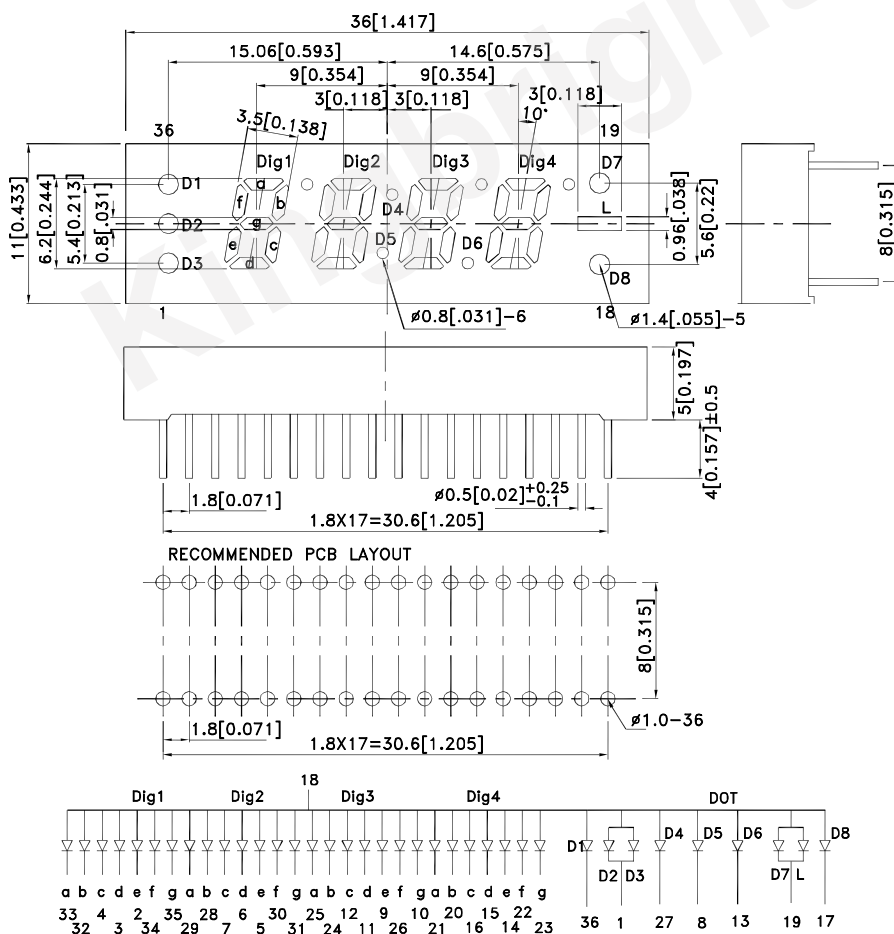 36[1.417]
15.06[0.593]
14.6[0.575]
9[0.354]
9[0.354]
3[0.118]
3[0.118]
3[0.118]
3.5[0.138]
10°
36
19
Dig1
Dig2
Dig3
Dig4
D1
D2
D3
D4
D5
D6
D7
L
D8
a
b
f
g
e
c
d
11[0.433]
6.2[0.244]
5.4[0.213]
0.8[.031]
0.96[.038]
5.6[0.22]
8[0.315]
1
18
ø0.8[.031]-6
ø1.4[.055]-5
Kingbright
5[0.197]
4[0.157]±0.5
1.8[0.071]
ø0.5[0.02]+0.25 -0.1
1.8X17=30.6[1.205]
RECOMMENDED PCB LAYOUT
8[0.315]
1.8[0.071]
ø1.0-36
1.8X17=30.6[1.205]
18
Dig1 Dig2 Dig3 Dig4 DOT
D1 D4 D5 D6 D8
D2 D3 D7 L
a b c d e f g a b c d e f g a b c d e f g a b c d e f g
33 4 2 35 28 6 30 25 12 9 10 20 15 22 36 1 27 8 13 19 17
32 3 34 29 7 5 31 24 11 26 21 16 14 23